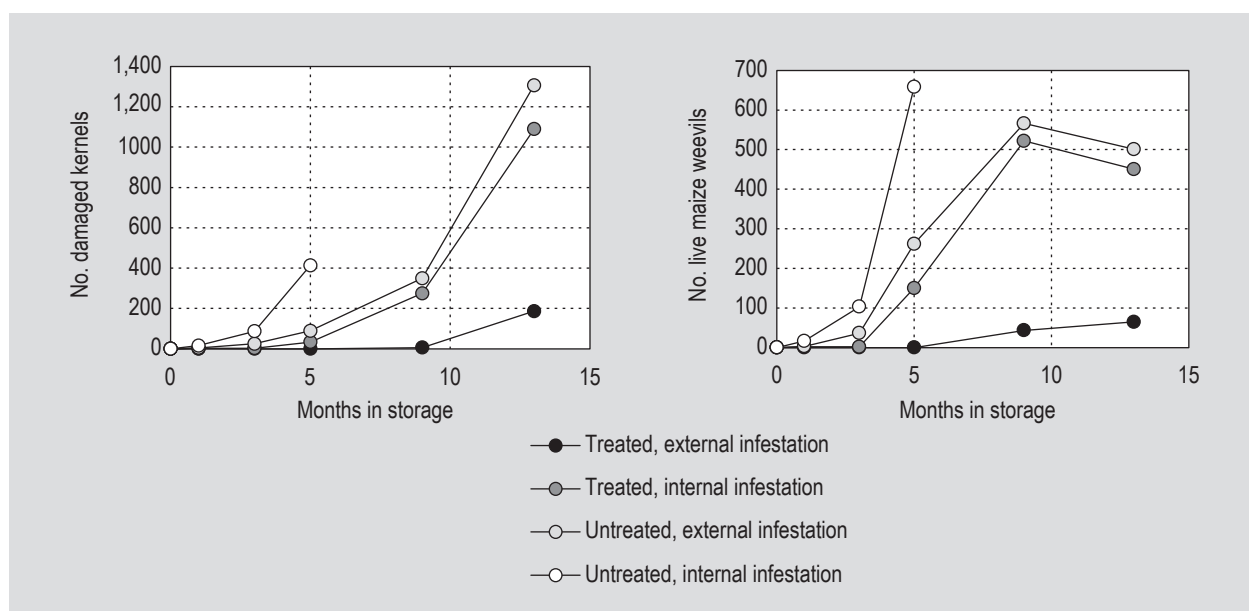 No. damaged kernels
1,400
1,200
1000
800
600
400
200
0
0 5 10 15
Months in storage
No. live maize weevils
700
600
500
400
300
200
100
0
0 5 10 15
Months in storage
Treated, external infestation
Treated, internal infestation
Untreated, external infestation
Untreated, internal infestation